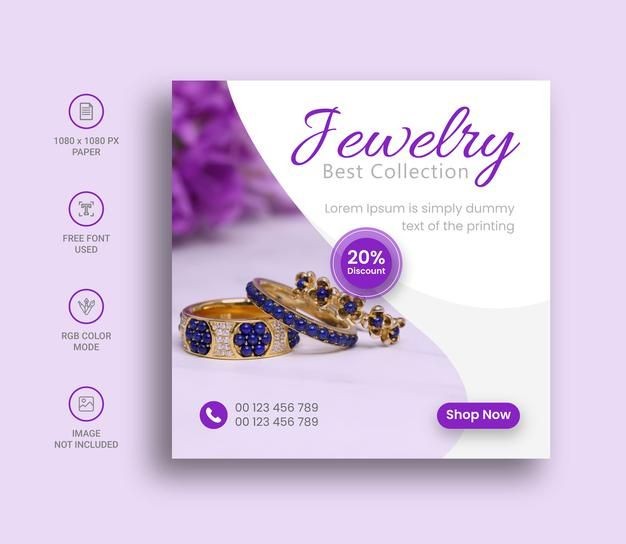 1080 x 1080 PX
PAPER
FREE FONT
USED
RGB COLOR
MODE
IMAGE
NOT INCLUDED
Jewelry
Best Collection
Lorem Ipsum is simply dummy
text of the printing
20%
Discount
00 123 456 789
00 123 456 789
Shop Now